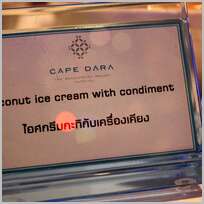 CAPE DARA
conut ice cream with condiment
ไอศกรีมกะทิกับเครื่องเคียง